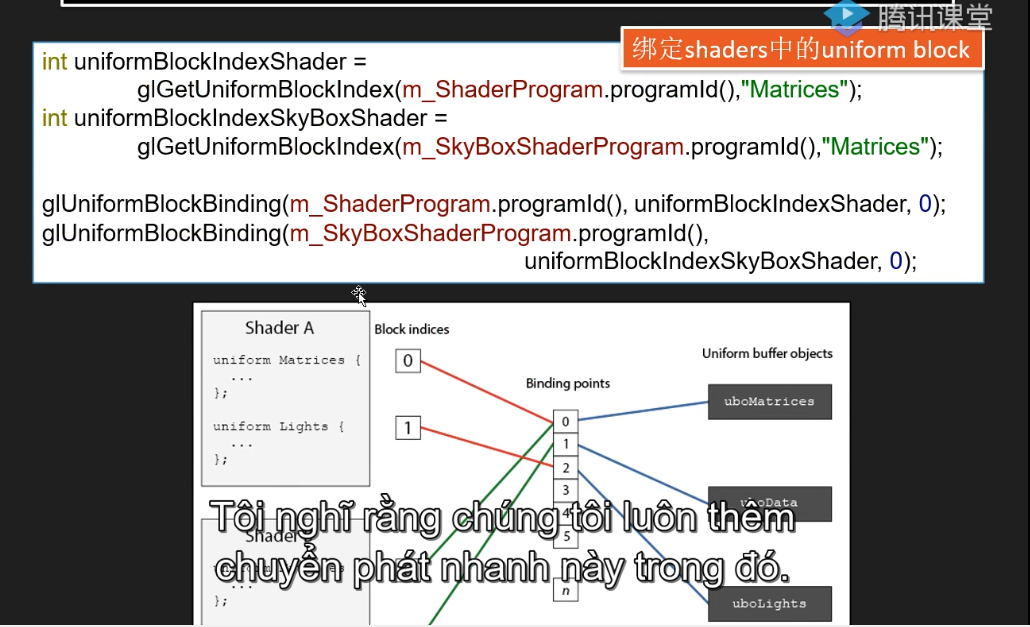 腾讯课堂
绑定shaders中的uniform block
int uniformBlockIndexShader =
glGetUniformBlockIndex(m_ShaderProgram.programId(),"Matrices");
int uniformBlockIndexSkyBoxShader =
glGetUniformBlockIndex(m_SkyBoxShaderProgram.programId(),"Matrices");
glUniformBlockBinding(m_ShaderProgram.programId(), uniformBlockIndexShader, 0);
glUniformBlockBinding(m_SkyBoxShaderProgram.programId(),
uniformBlockIndexSkyBoxShader, 0);
Shader A
uniform Matrices {
...
};
uniform Lights {
...
};
Block indices
0
1
Binding points
0
1
2
3
4
5
n
Uniform buffer objects
uboMatrices
uboData
uboLights
Shader
...
};
Tôi nghĩ rằng chúng tôi luôn thêm
chuyển phát nhanh này trong đó.